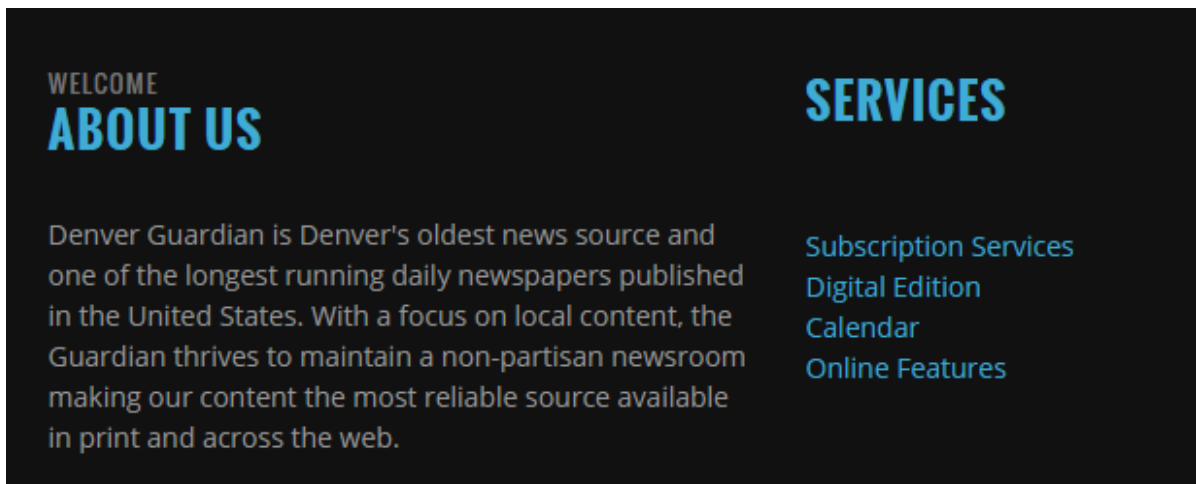 WELCOME
ABOUT US
Denver Guardian is Denver's oldest news source and
one of the longest running daily newspapers published
in the United States. With a focus on local content, the
Guardian thrives to maintain a non-partisan newsroom
making our content the most reliable source available
in print and across the web.
SERVICES
Subscription Services
Digital Edition
Calendar
Online Features